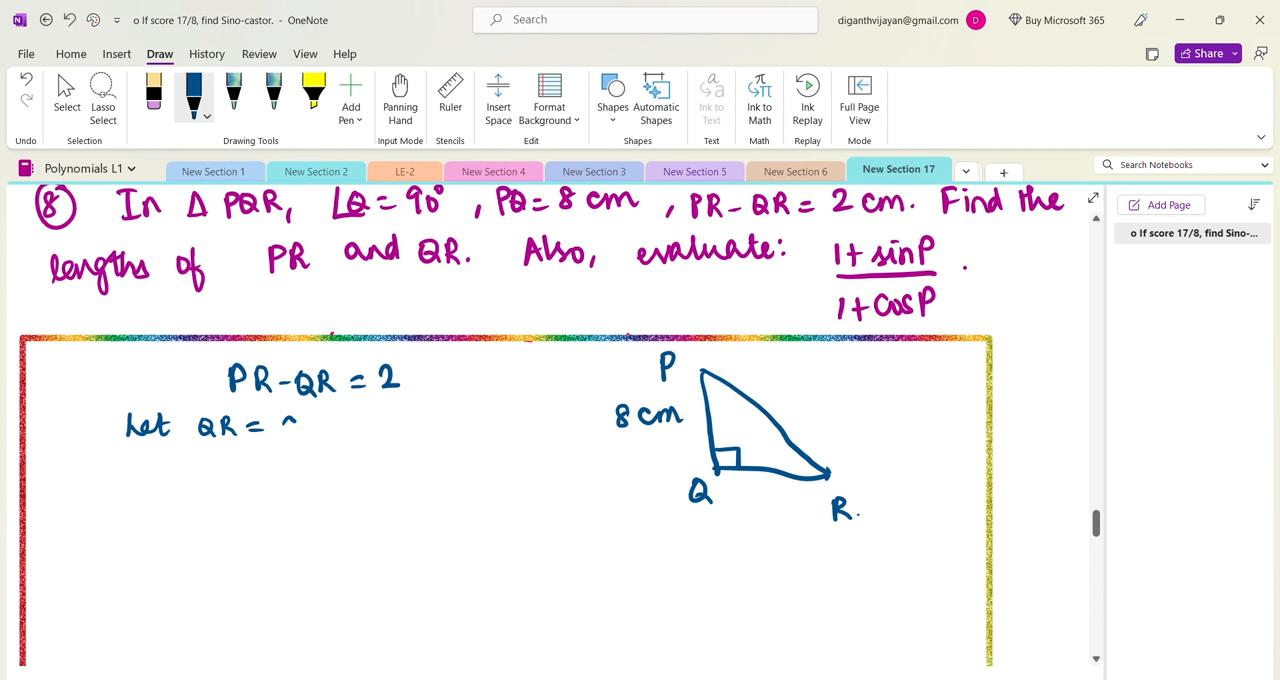 o If score 17/8, find Sino-castor. - OneNote
Search
diganthvijayan@gmail.com D Buy Microsoft 365
File Home Insert Draw History Review View Help
Share
Undo
Select
Lasso Select
Selection
Drawing Tools
Add Pen
Panning Hand
Input Mode
Ruler
Stencils
Insert Space
Format Background
Edit
Shapes
Automatic Shapes
Shapes
Ink to Text
Text
Ink to Math
Math
Ink Replay
Replay
Full Page View
Mode
Polynomials L1
New Section 1 New Section 2 LE-2 New Section 4 New Section 3 New Section 5 New Section 6 New Section 17
Search Notebooks
Add Page
o If score 17/8, find Sino-...
⑧ In Δ PQR, ∠Q = 90°, PQ = 8 cm, PR - QR = 2 cm. Find the
lengths of PR and QR. Also, evaluate: 1 + sinP
1 + cosP .
PR - QR = 2
Let QR =
P
8 cm
Q
R.